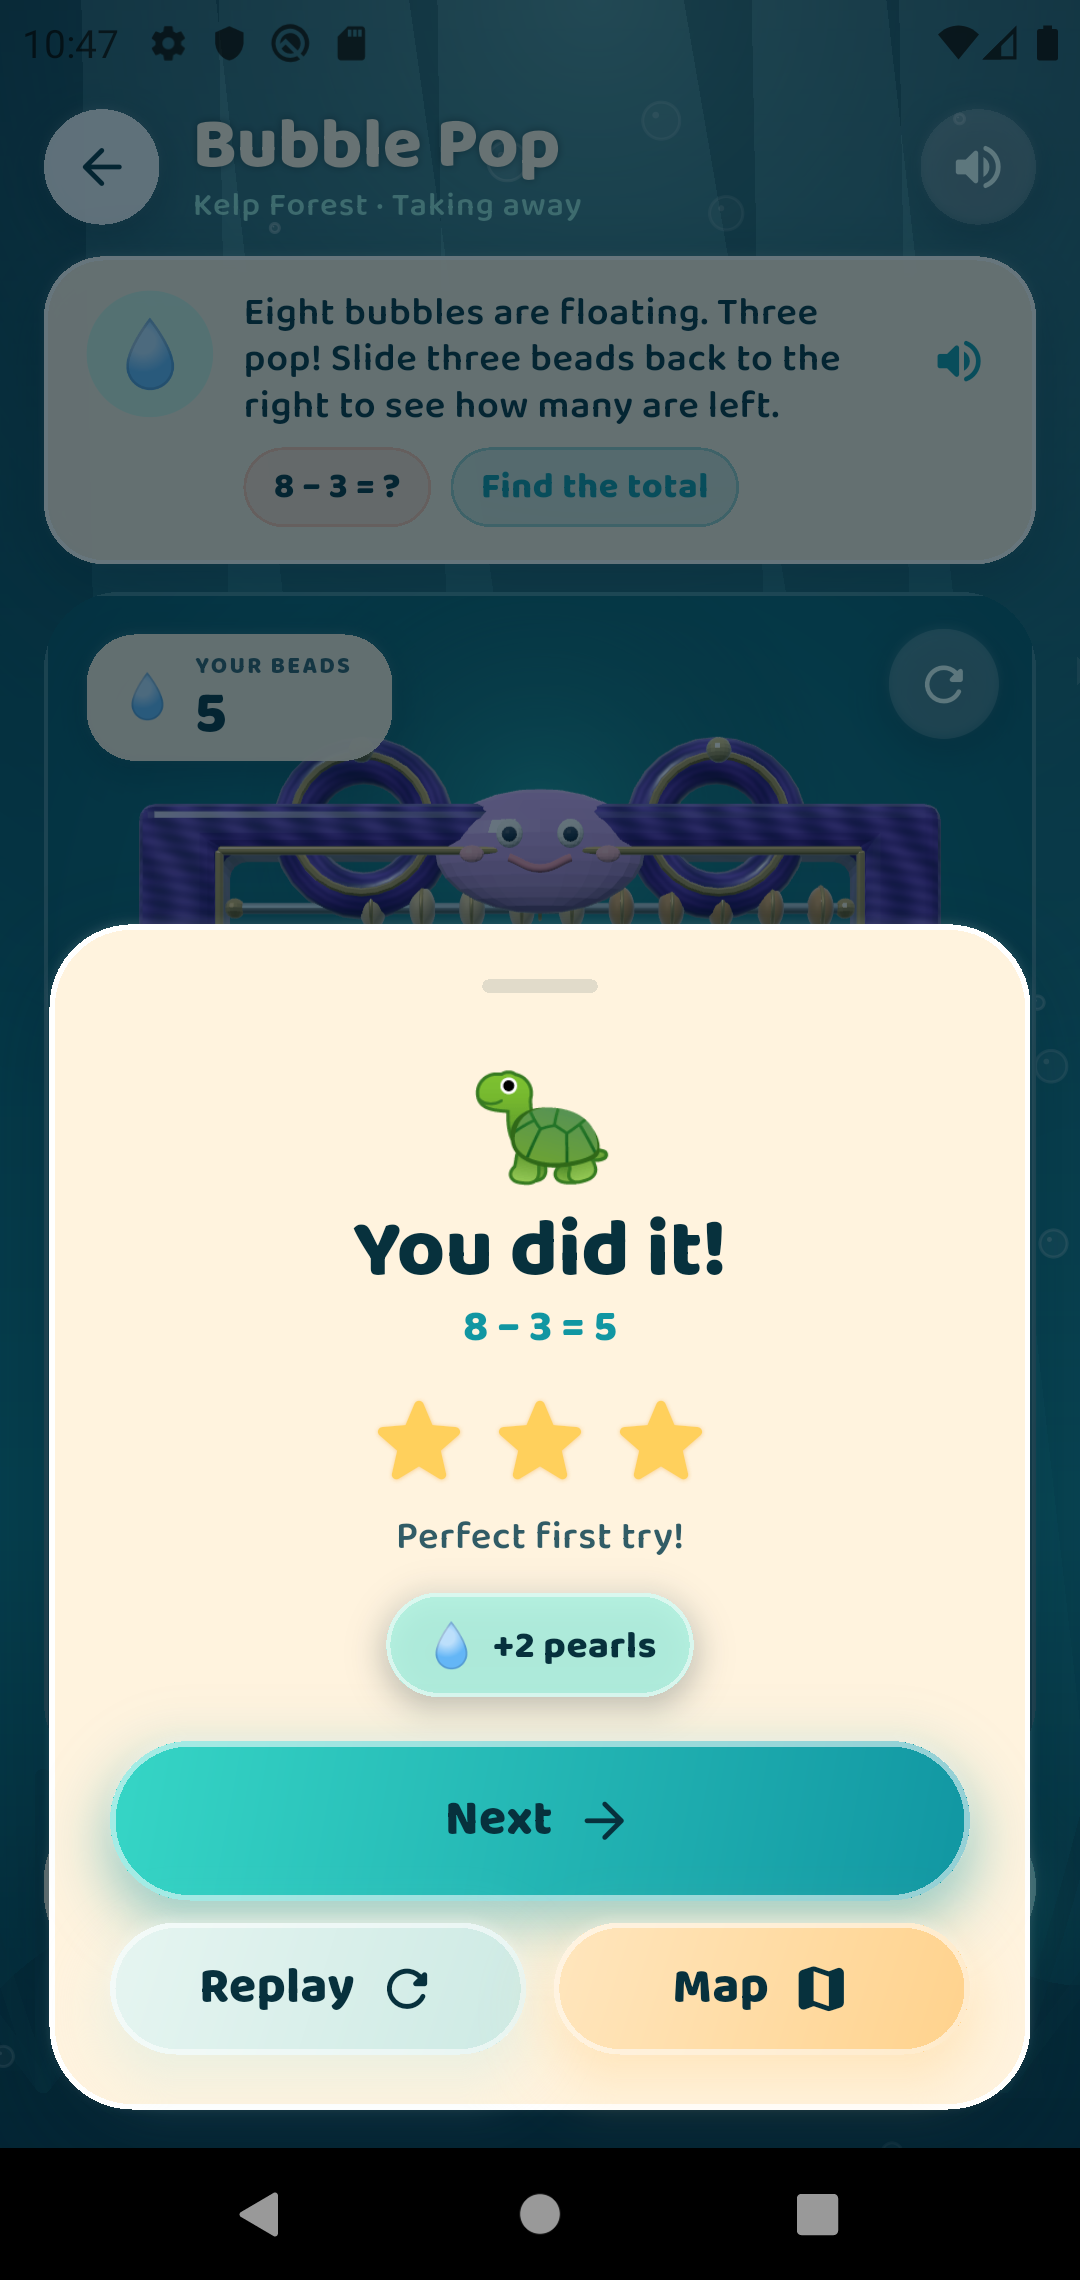 10:47
Bubble Pop
Kelp Forest · Taking away
Eight bubbles are floating. Three
pop! Slide three beads back to the
right to see how many are left.
8 – 3 = ?
Find the total
YOUR BEADS
5
You did it!
8 – 3 = 5
Perfect first try!
+2 pearls
Next
Replay
Map